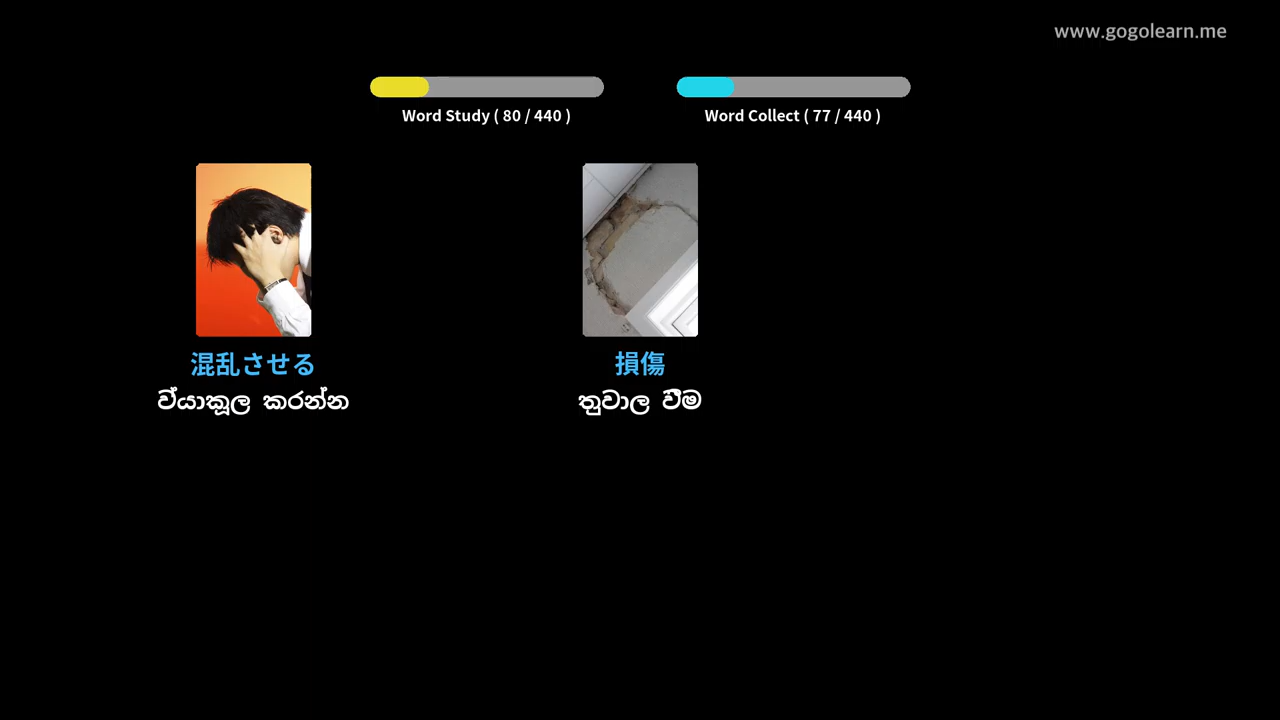 www.gogolearn.me
Word Study ( 80 / 440 )
Word Collect ( 77 / 440 )
混乱させる
ව්යාකූල කරන්න
損傷
තුවාල වීම